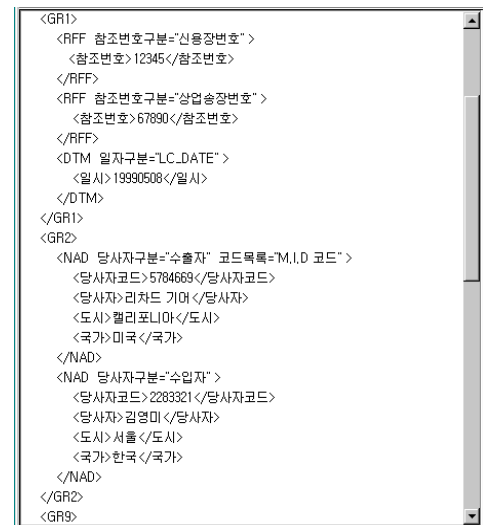 <GR1>
<RFF 참조번호구분="신용장번호" >
<참조번호>12345</참조번호>
</RFF>
<RFF 참조번호구분="상업송장번호" >
<참조번호>67890</참조번호>
</RFF>
<DTM 일자구분="LC_DATE" >
<일시>19990508</일시>
</DTM>
</GR1>
<GR2>
<NAD 당사자구분="수출자" 코드목록="M,I,D 코드" >
<당사자코드>5784669</당사자코드>
<당사자>리차드 기어</당사자>
<도시>캘리포니아</도시>
<국가>미국</국가>
</NAD>
<NAD 당사자구분="수입자" >
<당사자코드>2283321</당사자코드>
<당사자>김영미</당사자>
<도시>서울</도시>
<국가>한국</국가>
</NAD>
</GR2>
<GR9>